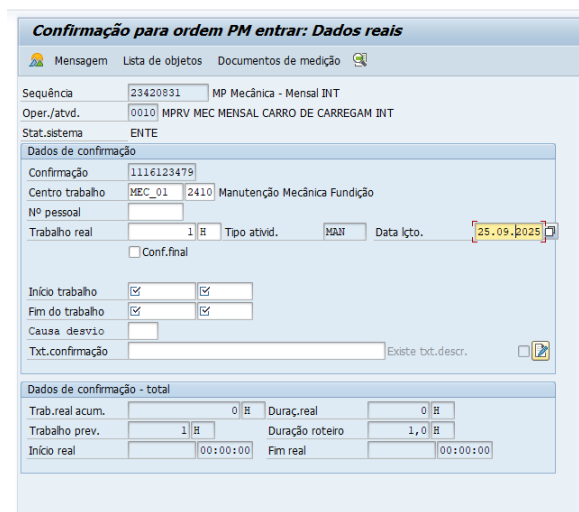 Confirmação para ordem PM entrar: Dados reais
Mensagem Lista de objetos Documentos de medição
Sequência 23420831 MP Mecânica - Mensal INT
Oper./atvd. 0010 MPRV MEC MENSAL CARRO DE CARREGAM INT
Stat.sistema ENTE
Dados de confirmação
Confirmação 1116123479
Centro trabalho MEC_01 2410 Manutenção Mecânica Fundição
Nº pessoal
Trabalho real 1 H Tipo ativid. MAN Data lçto. 25.09.2025
Conf.final
Início trabalho
Fim do trabalho
Causa desvio
Txt.confirmação Existe txt.descr.
Dados de confirmação - total
Trab.real acum. 0 H Duraç.real 0 H
Trabalho prev. 1 H Duração roteiro 1,0 H
Início real 00:00:00 Fim real 00:00:00